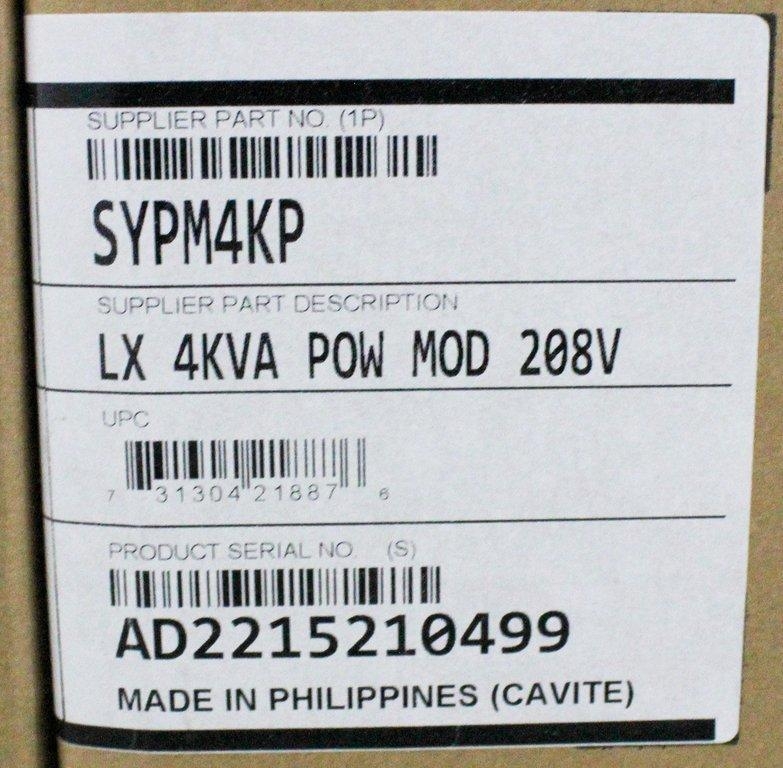 SUPPLIER PART NO. (1P)
SYPM4KP
SUPPLIER PART DESCRIPTION
LX 4KVA POW MOD 208V
UPC
7 31304 21887 6
PRODUCT SERIAL NO. (S)
AD2215210499
MADE IN PHILIPPINES (CAVITE)